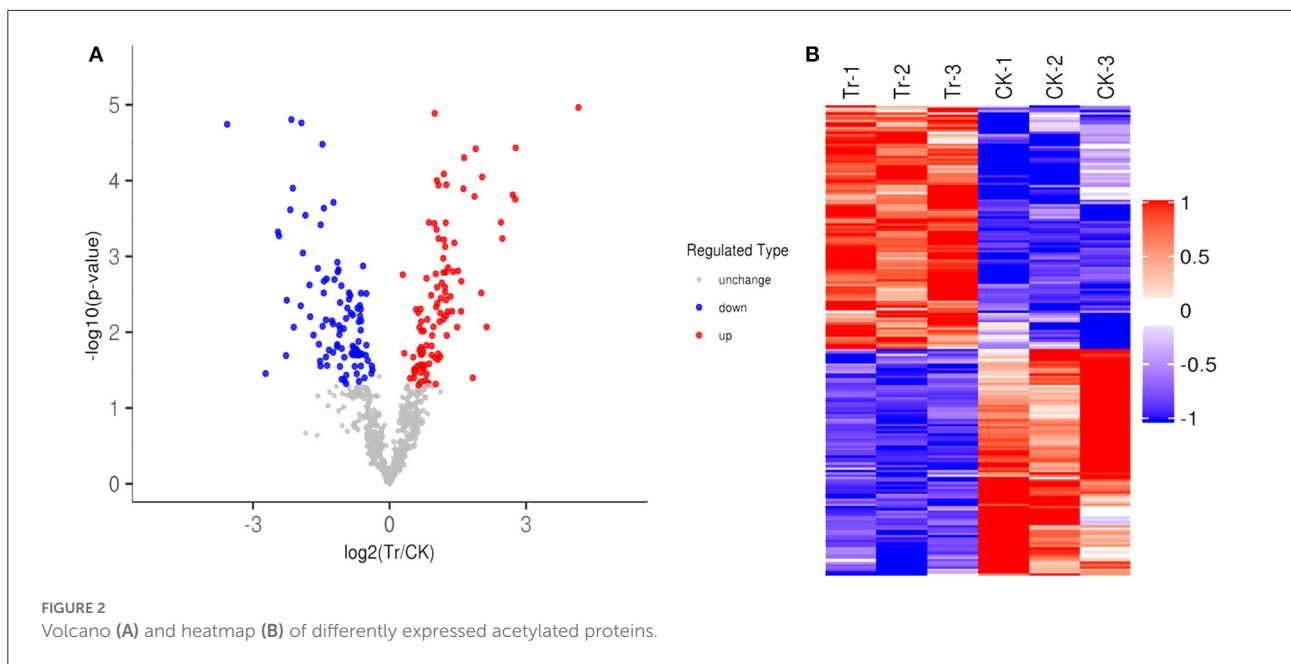 A
-log10(p-value)
5
4
3
2
1
0
-3
0
3
log2(Tr/CK)
Regulated Type
unchange
down
up
B
Tr-1
Tr-2
Tr-3
CK-1
CK-2
CK-3
1
0.5
0
-0.5
-1
FIGURE 2
Volcano (A) and heatmap (B) of differently expressed acetylated proteins.